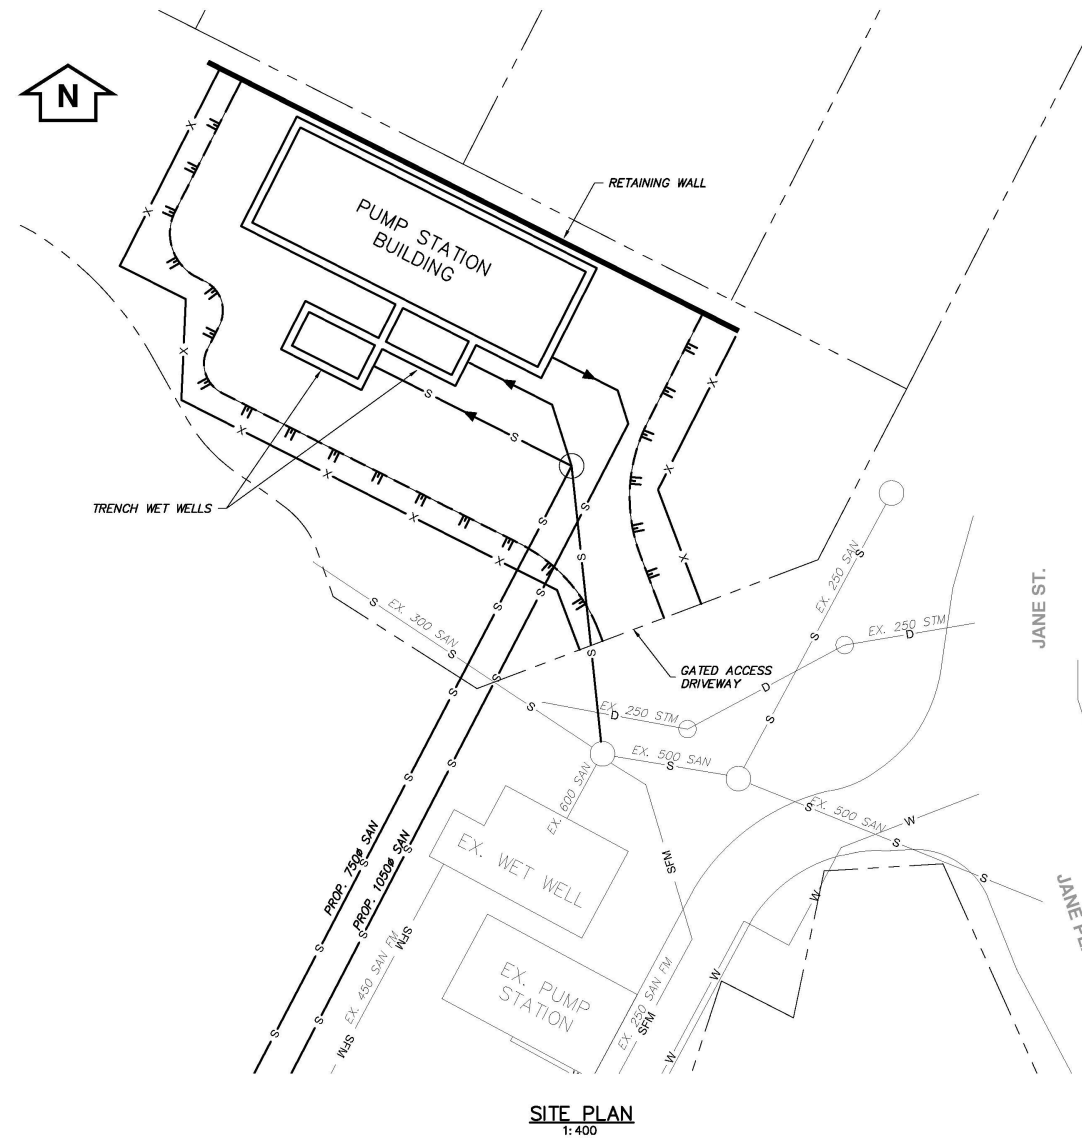 N
RETAINING WALL
PUMP STATION
BUILDING
TRENCH WET WELLS
EX. 300 SAN
EX. 250 SAN
EX. 250 STM
JANE ST.
GATED ACCESS
DRIVEWAY
EX. 250 STM
EX. 500 SAN
EX. 600 SAN
EX. 500 SAN
PROP. 750ø SAN
PROP. 1050ø SAN
EX. WET WELL
SFM
EX. 450 SAN FM
SFM
SFM
EX. PUMP
STATION
EX. 250 SAN FM
SFM
SITE PLAN
1:400